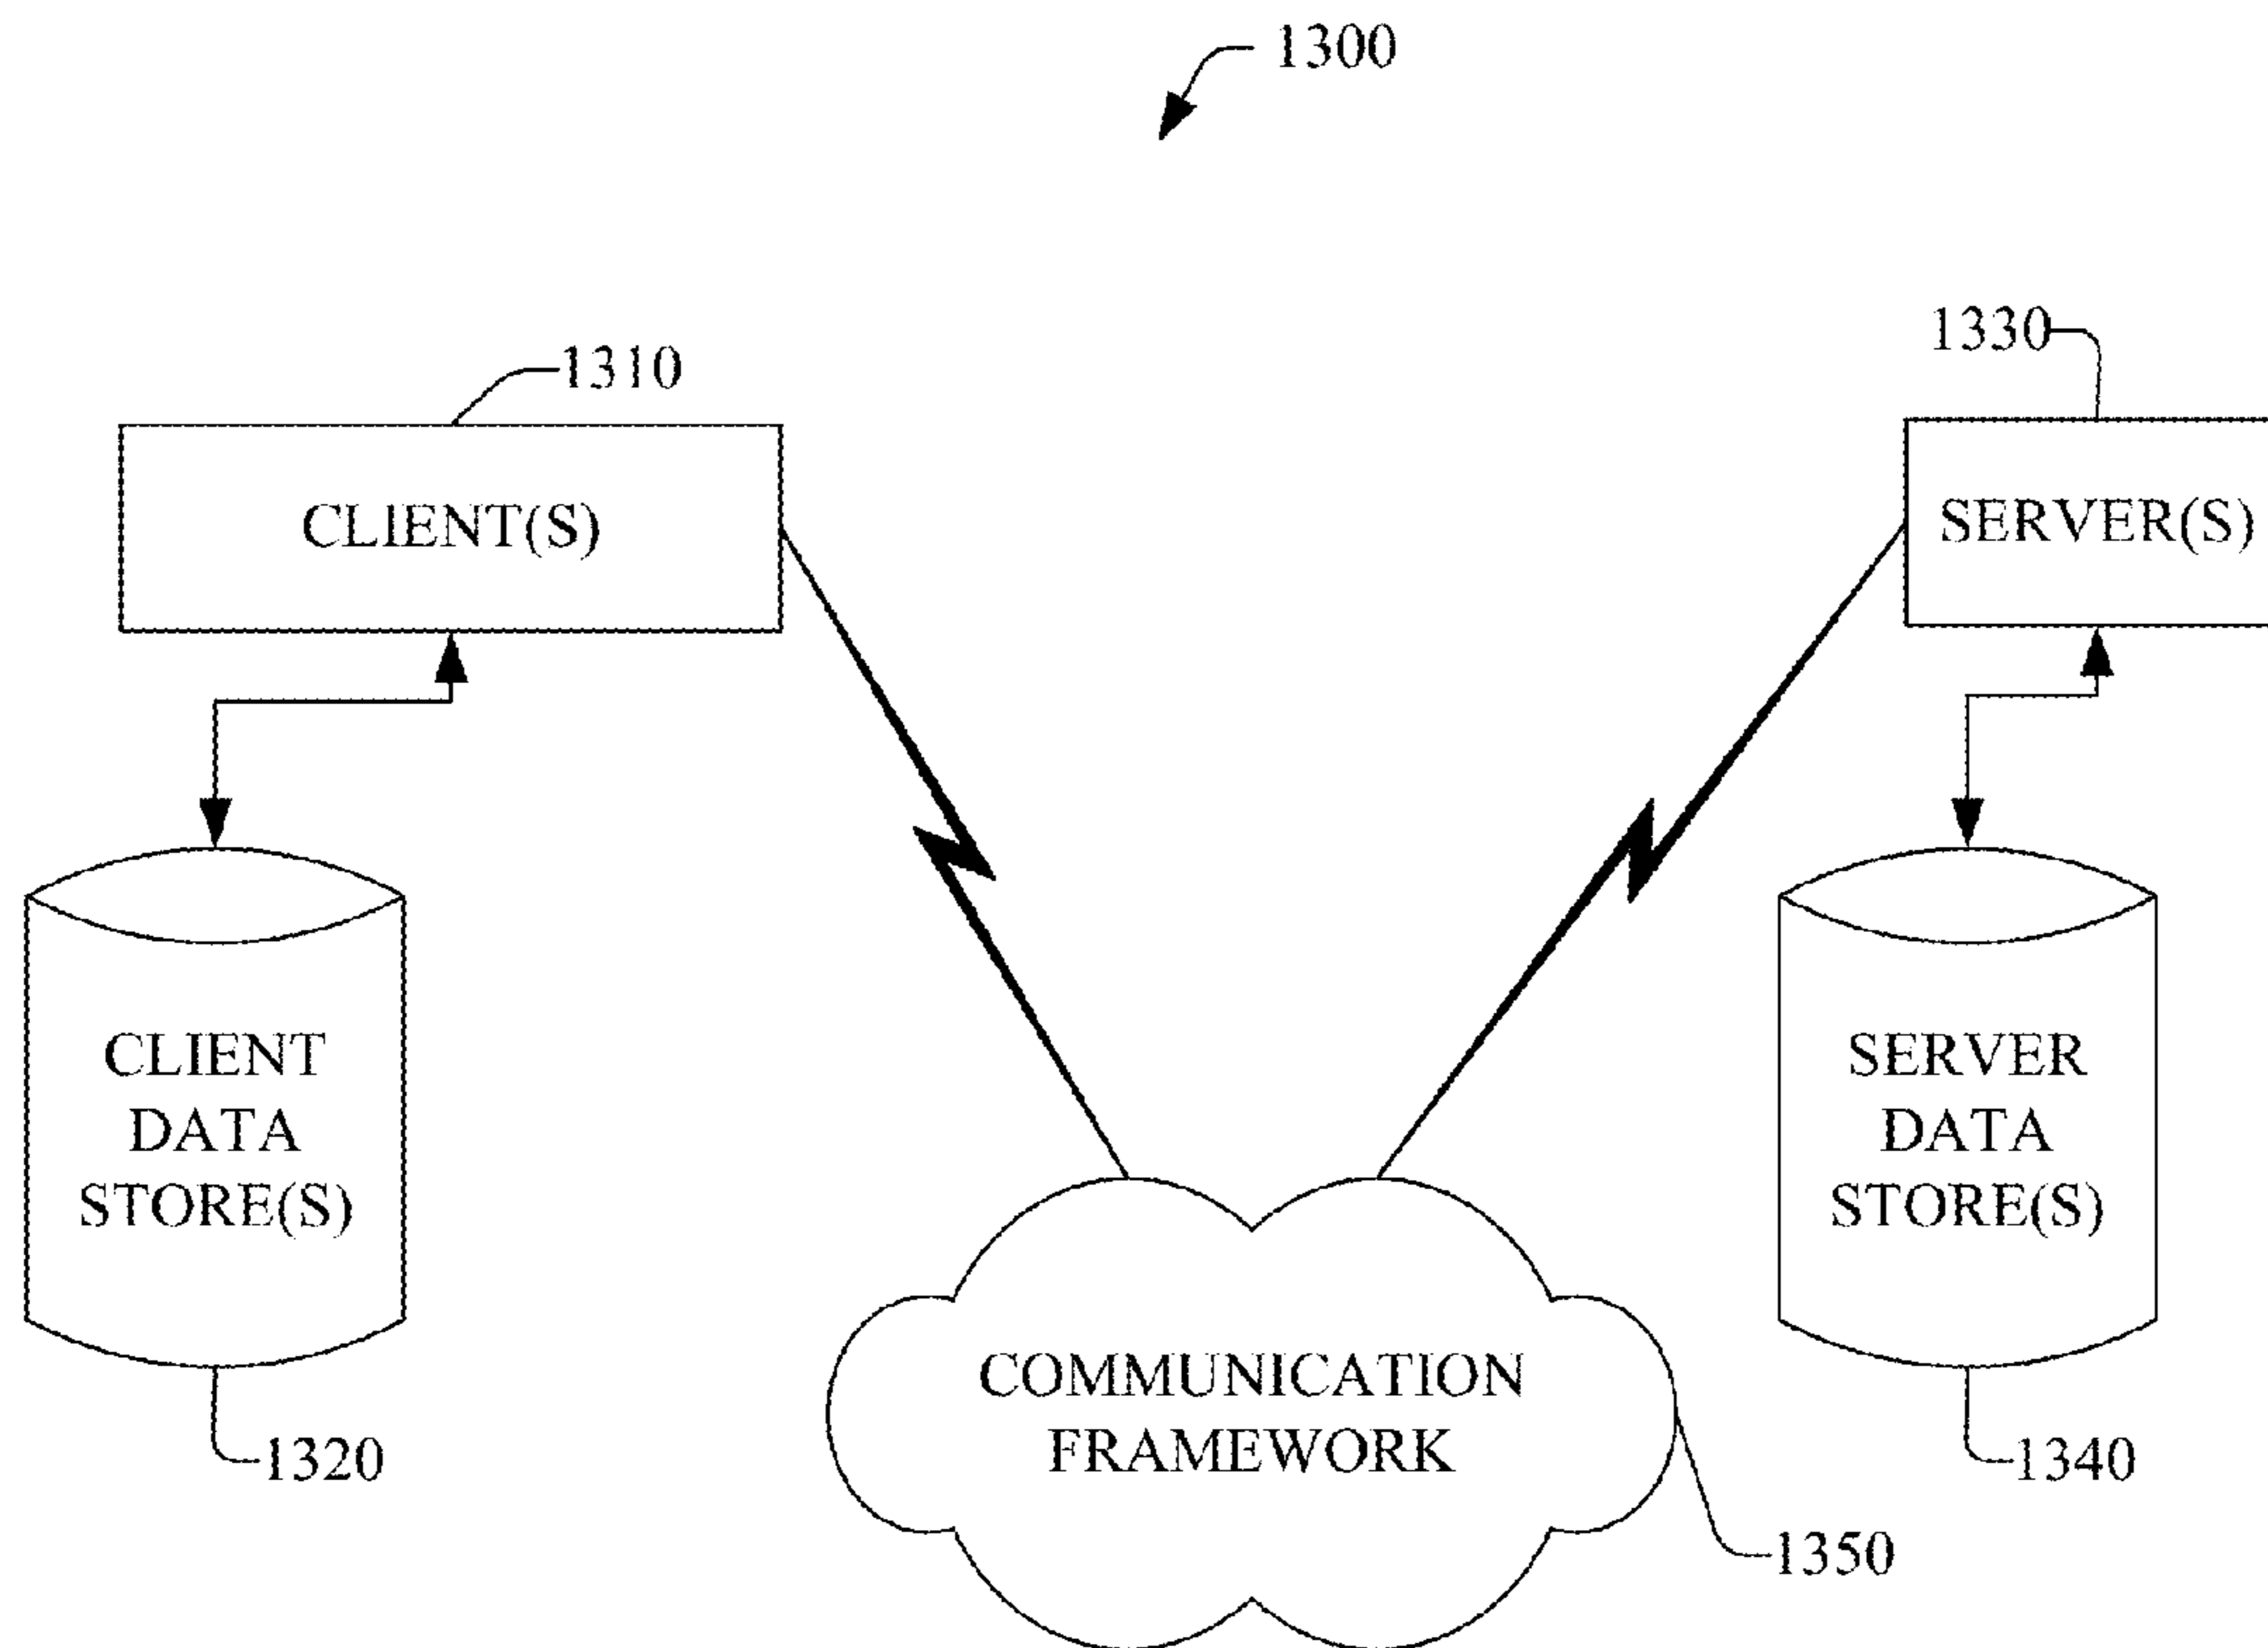 1300
1310
1330
CLIENT(S)
SERVER(S)
CLIENT
DATA
STORE(S)
SERVER
DATA
STORE(S)
COMMUNICATION
FRAMEWORK
1320
1340
1350